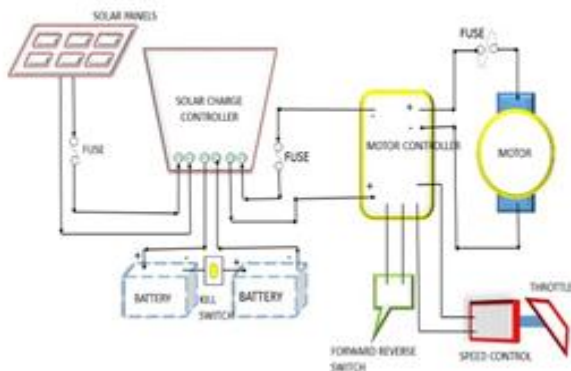 SOLAR PANELS
FUSE
SOLAR CHARGE
CONTROLLER
FUSE
FUSE
+
-
-
+
MOTOR CONTROLLER
MOTOR
+
-
-
+
BATTERY
KILL
SWITCH
BATTERY
THROTTLE
FORWARD REVERSE
SWITCH
SPEED CONTROL